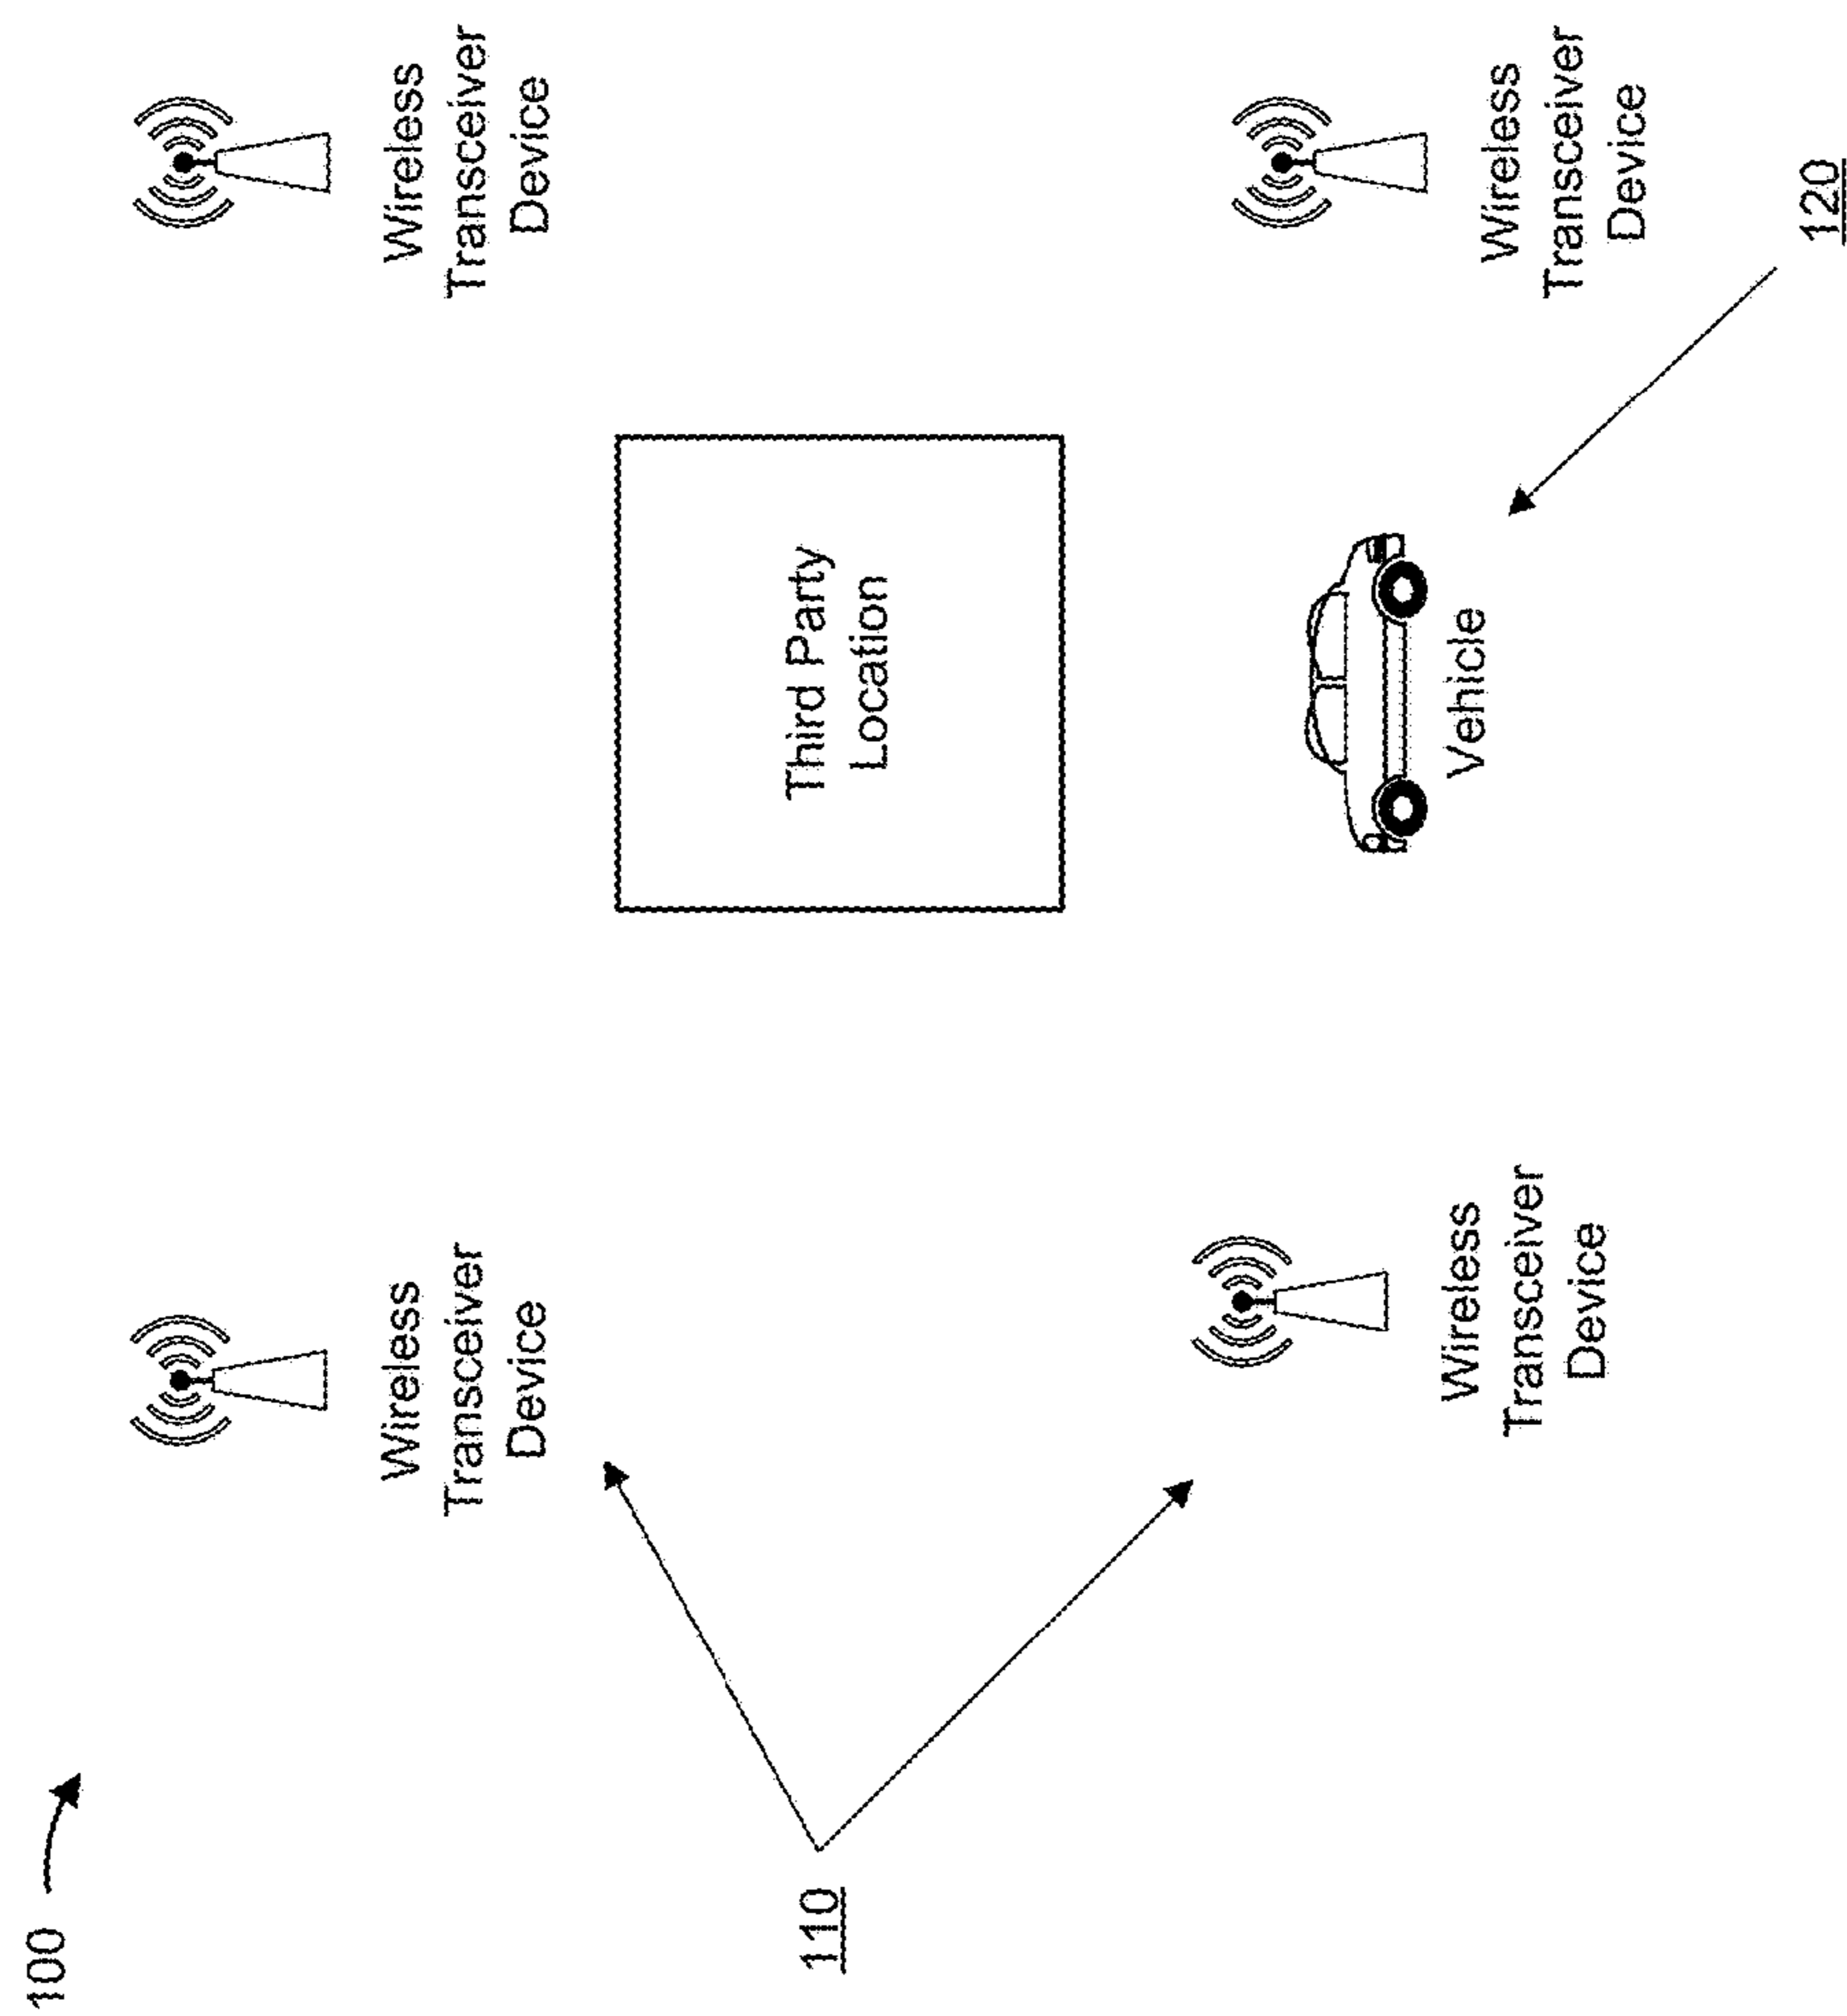 100
Wireless
Transceiver
Device
Wireless
Transceiver
Device
Third Party
Location
110
Wireless
Transceiver
Device
Vehicle
Wireless
Transceiver
Device
120